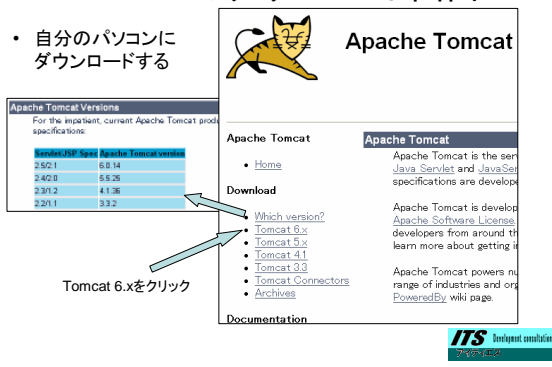 • 自分のパソコンに
ダウンロードする
Apache Tomcat Versions
For the impatient, current Apache Tomcat produ
specifications:
Servlet/JSP Spec Apache Tomcat version
2.5/2.1 6.0.14
2.4/2.0 5.5.25
2.3/1.2 4.1.36
2.2/1.1 3.3.2
Tomcat 6.xをクリック
Apache Tomcat
Apache Tomcat
• Home
Download
• Which version?
• Tomcat 6.x
• Tomcat 5.x
• Tomcat 4.1
• Tomcat 3.3
• Tomcat Connectors
• Archives
Documentation
Apache Tomcat
Apache Tomcat is the serv
Java Servlet and JavaSer
specifications are develope
Apache Tomcat is develop
Apache Software License.
developers from around th
learn more about getting i
Apache Tomcat powers nu
range of industries and org
PoweredBy wiki page.
ITS Development consultation